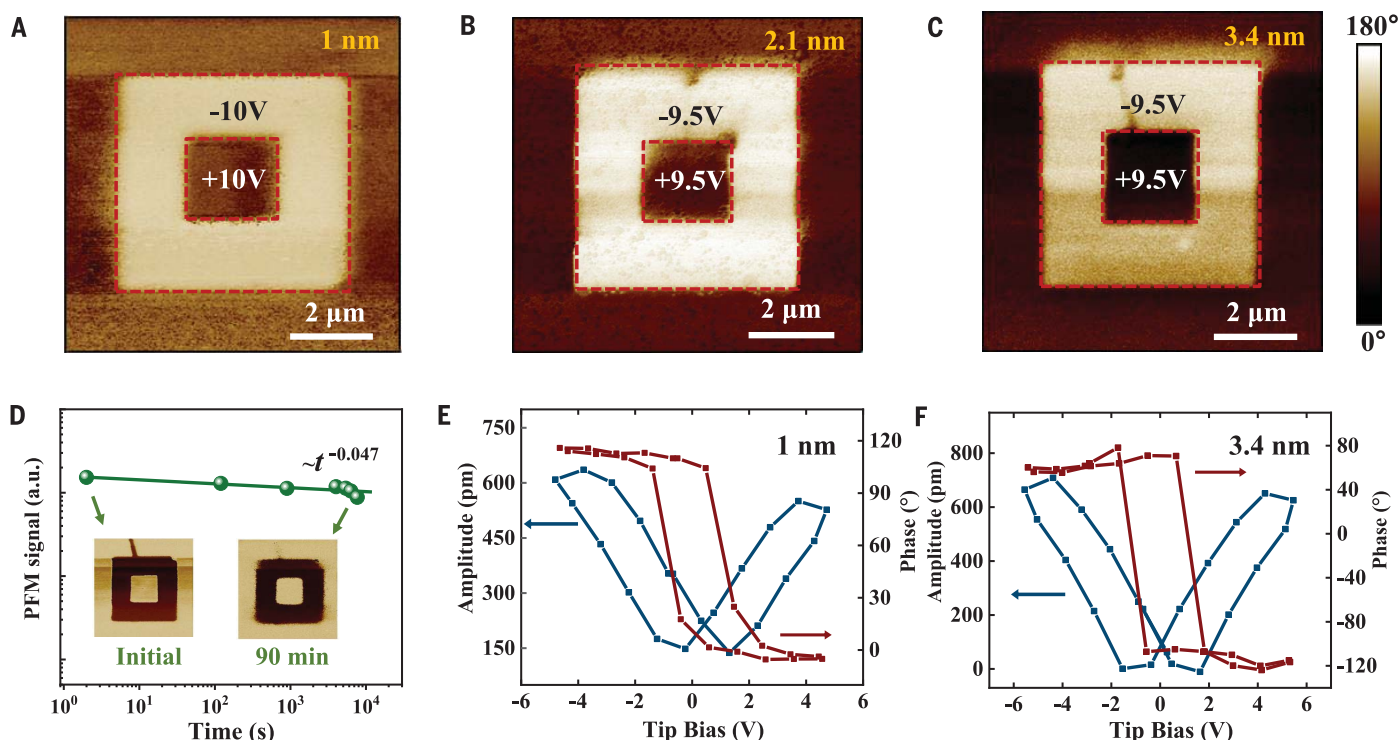 A
1 nm
-10V
+10V
2 μm
B
2.1 nm
-9.5V
+9.5V
2 μm
C
3.4 nm
-9.5V
+9.5V
2 μm
180°
0°
D
PFM signal (a.u.)
~t^-0.047
Initial
90 min
10^0 10^1 10^2 10^3 10^4
Time (s)
E
1 nm
Amplitude (pm)
750
600
450
300
150
120
90
60
30
0
Phase (°)
-6 -4 -2 0 2 4 6
Tip Bias (V)
F
3.4 nm
Amplitude (pm)
800
600
400
200
0
80
40
0
-40
-80
-120
Phase (°)
-6 -4 -2 0 2 4 6
Tip Bias (V)